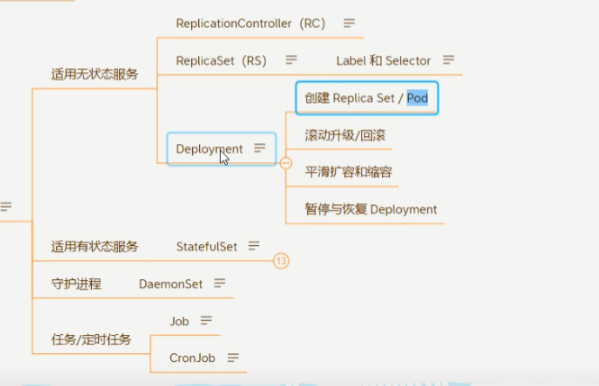 ReplicationController（RC）
适用无状态服务
ReplicaSet（RS）
Label 和 Selector
创建 Replica Set / Pod
滚动升级/回滚
Deployment
平滑扩容和缩容
暂停与恢复 Deployment
适用有状态服务
StatefulSet
13
守护进程
DaemonSet
Job
任务/定时任务
CronJob